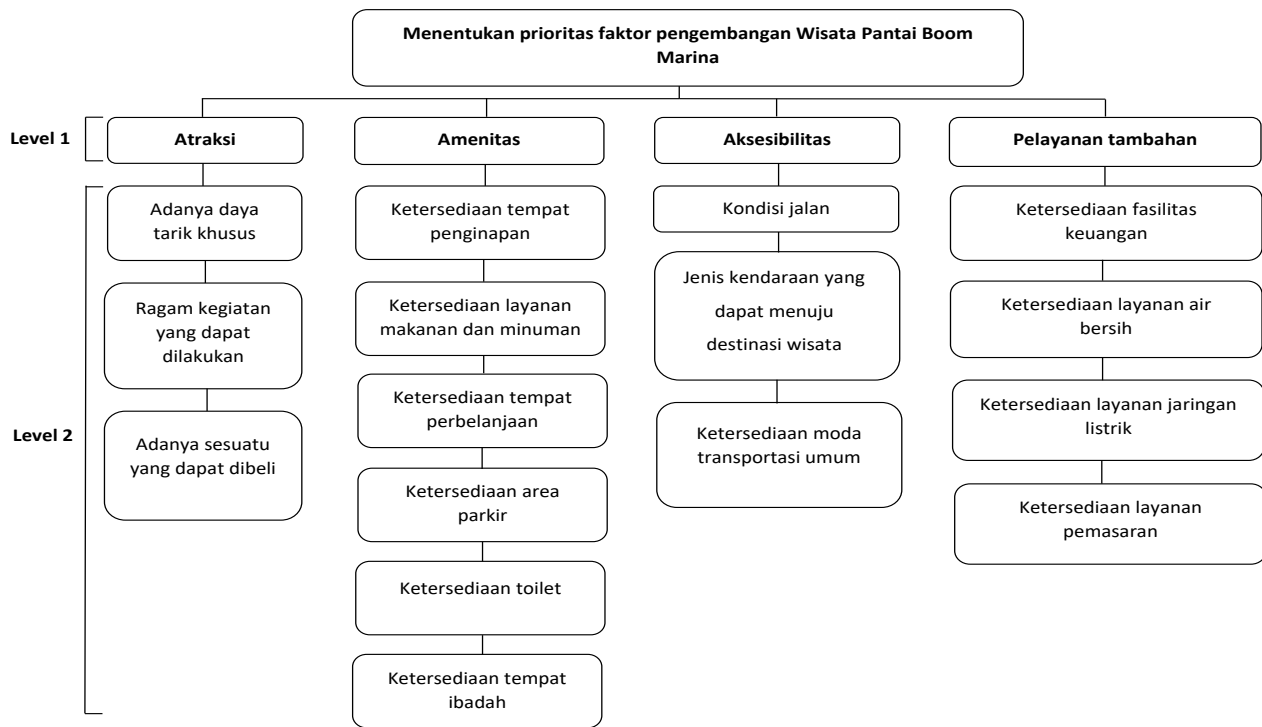 Menentukan prioritas faktor pengembangan Wisata Pantai Boom
Marina
Level 1
Atraksi
Amenitas
Aksesibilitas
Pelayanan tambahan
Level 2
Adanya daya
tarik khusus
Ragam kegiatan
yang dapat
dilakukan
Adanya sesuatu
yang dapat dibeli
Ketersediaan tempat
penginapan
Ketersediaan layanan
makanan dan minuman
Ketersediaan tempat
perbelanjaan
Ketersediaan area
parkir
Ketersediaan toilet
Ketersediaan tempat
ibadah
Kondisi jalan
Jenis kendaraan yang
dapat menuju
destinasi wisata
Ketersediaan moda
transportasi umum
Ketersediaan fasilitas
keuangan
Ketersediaan layanan air
bersih
Ketersediaan layanan jaringan
listrik
Ketersediaan layanan
pemasaran